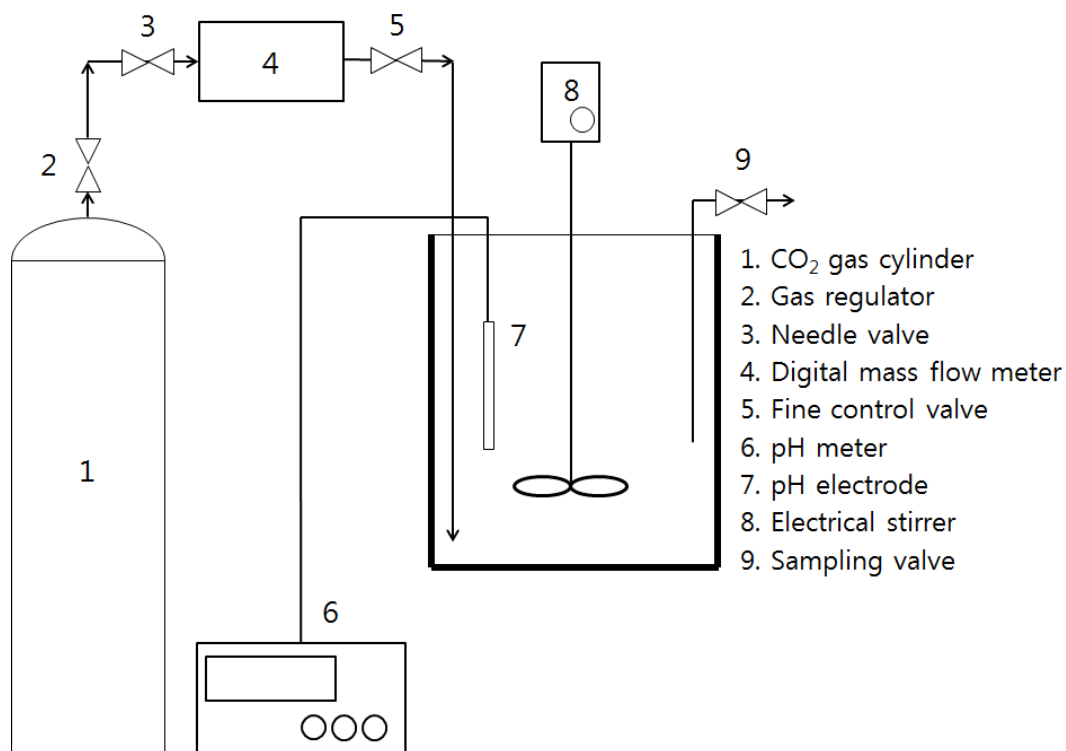 3
5
4
8
2
9
1. CO₂ gas cylinder
2. Gas regulator
3. Needle valve
7
4. Digital mass flow meter
5. Fine control valve
6. pH meter
1
7. pH electrode
8. Electrical stirrer
9. Sampling valve
6